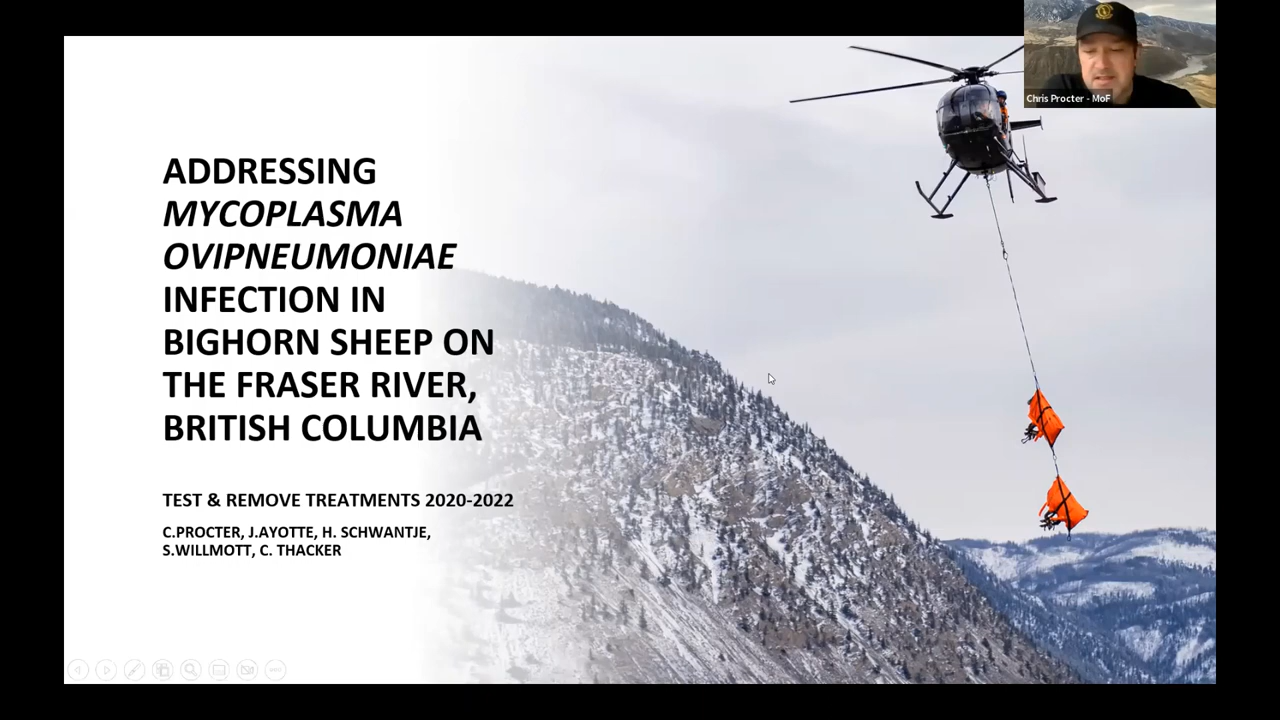 Chris Procter - MoF
ADDRESSING
MYCOPLASMA
OVIPNEUMONIAE
INFECTION IN
BIGHORN SHEEP ON
THE FRASER RIVER,
BRITISH COLUMBIA
TEST & REMOVE TREATMENTS 2020-2022
C.PROCTER, J.AYOTTE, H. SCHWANTJE,
S.WILLMOTT, C. THACKER